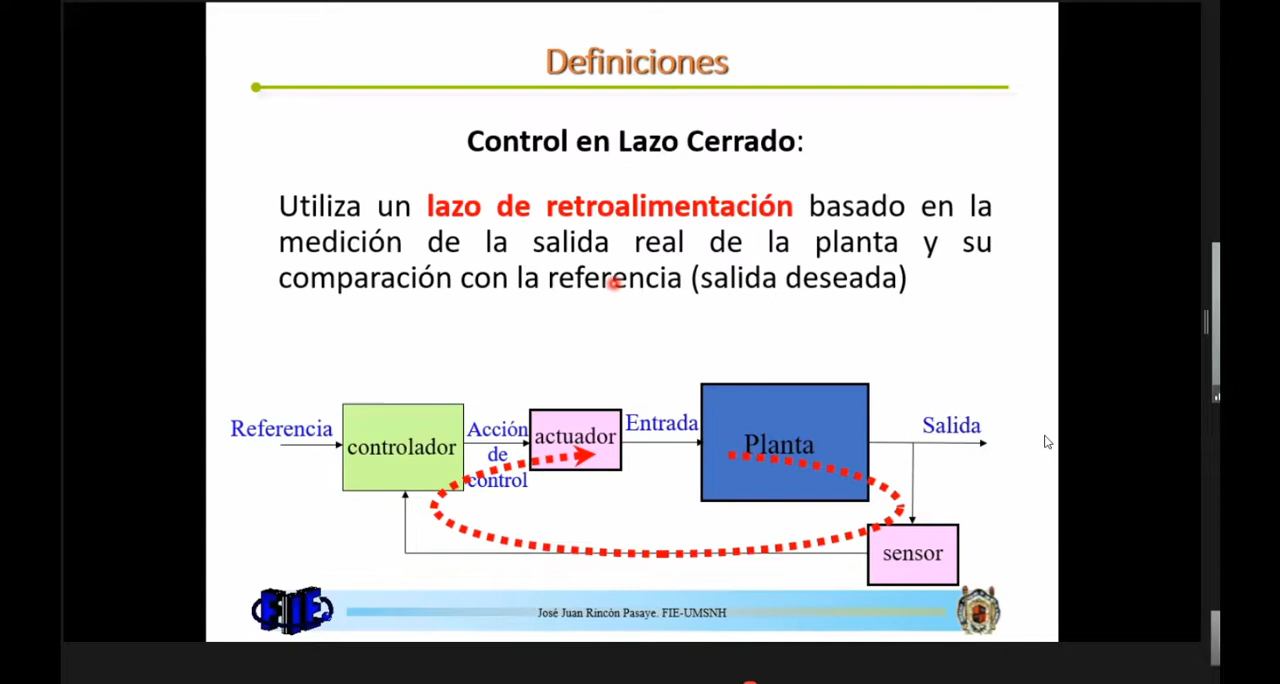 Definiciones
Control en Lazo Cerrado:
Utiliza un lazo de retroalimentación basado en la
medición de la salida real de la planta y su
comparación con la referencia (salida deseada)
Referencia
controlador
Acción
de
control
actuador
Entrada
Planta
Salida
sensor
FIE
José Juan Rincón Pasaye. FIE-UMSNH